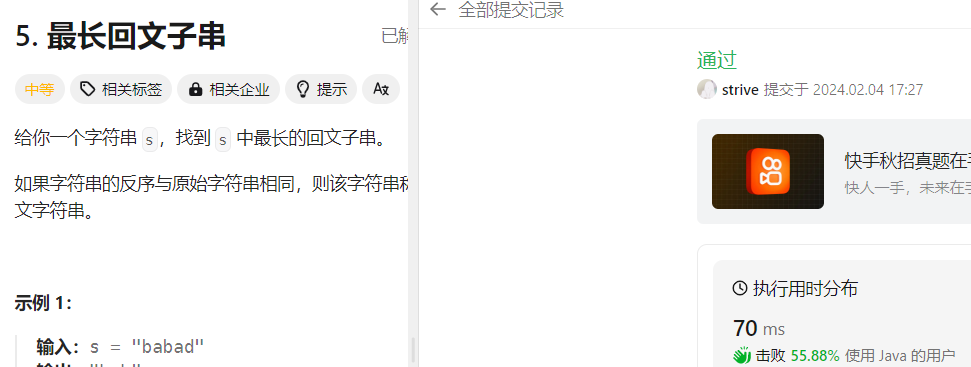 5. 最长回文子串
已解
中等
相关标签
相关企业
提示
给你一个字符串 s，找到 s 中最长的回文子串。
如果字符串的反序与原始字符串相同，则该字符串
文字符串。
示例 1：
输入：s = "babad"
全部提交记录
通过
strive 提交于 2024.02.04 17:27
快手秋招真题在
快人一手，未来在
执行用时分布
70 ms
击败 55.88% 使用 Java 的用户